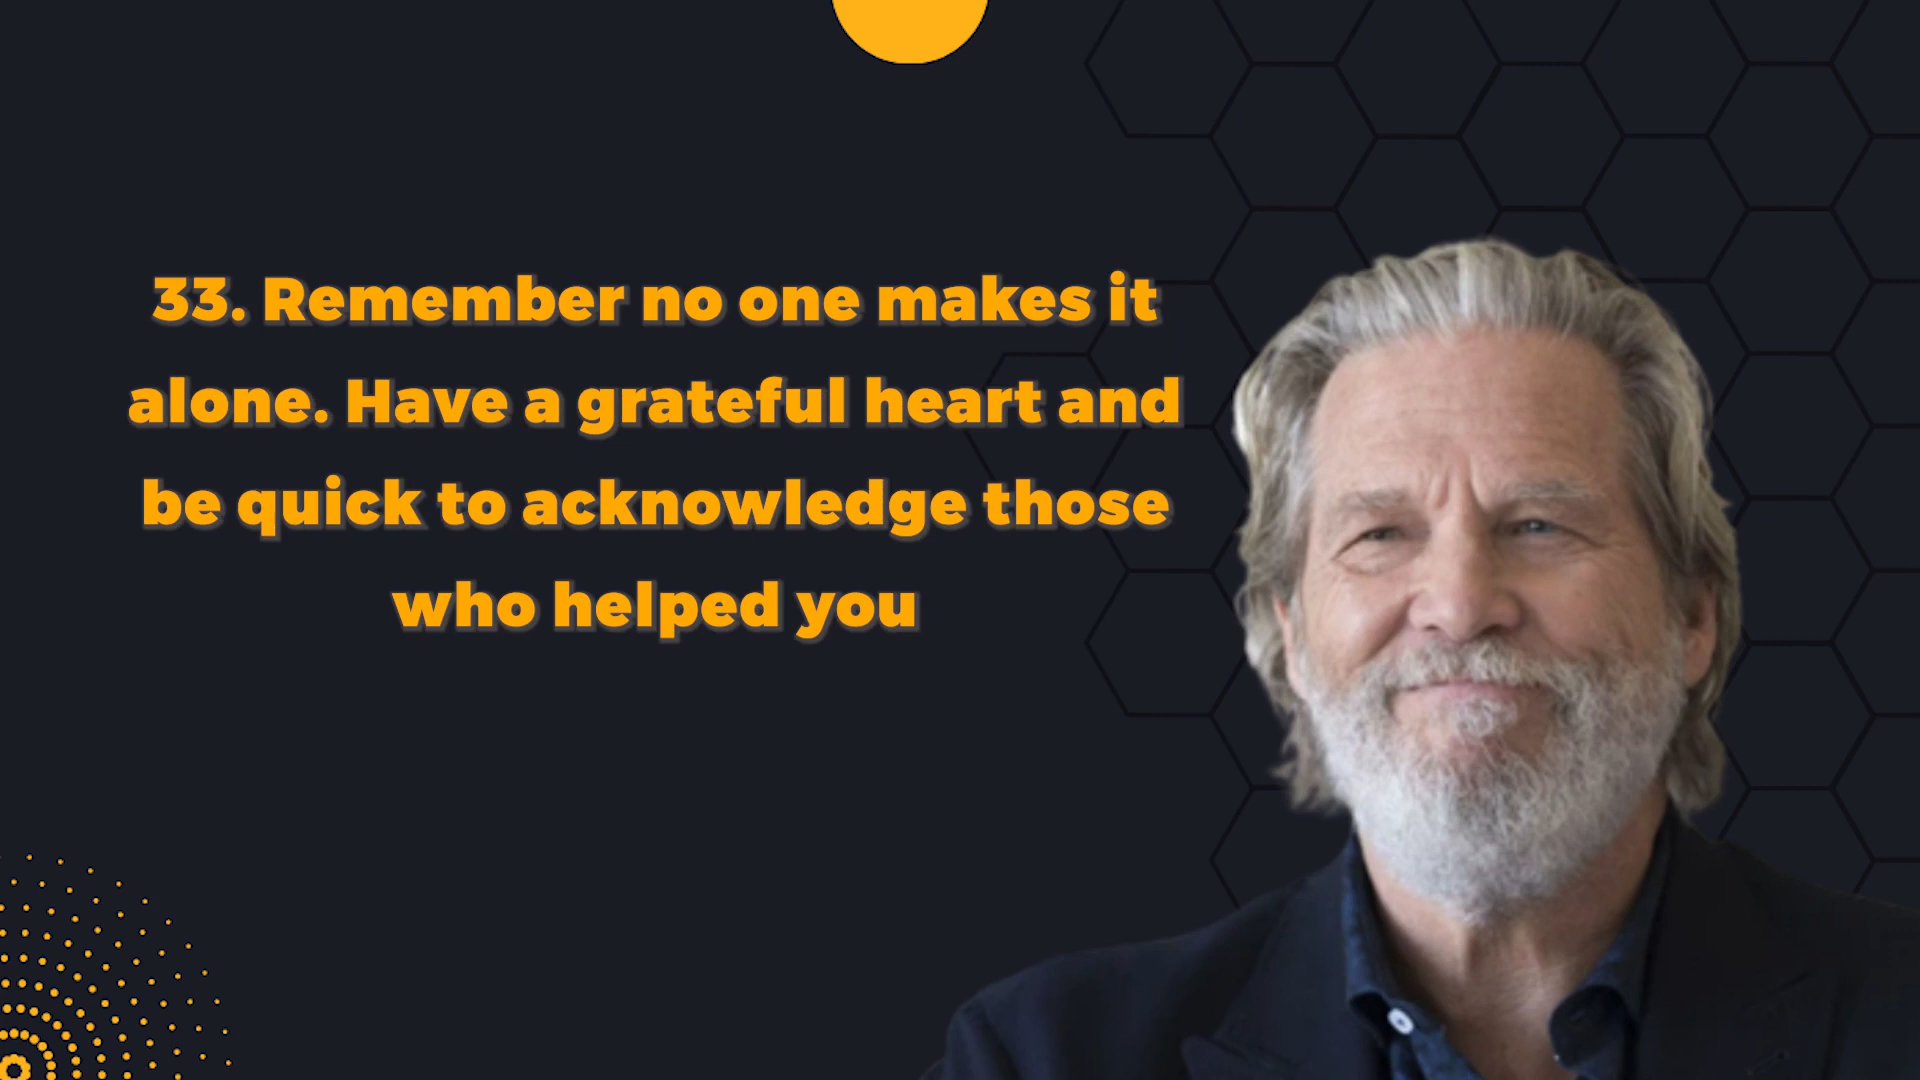 33. Remember no one makes it
alone. Have a grateful heart and
be quick to acknowledge those
who helped you